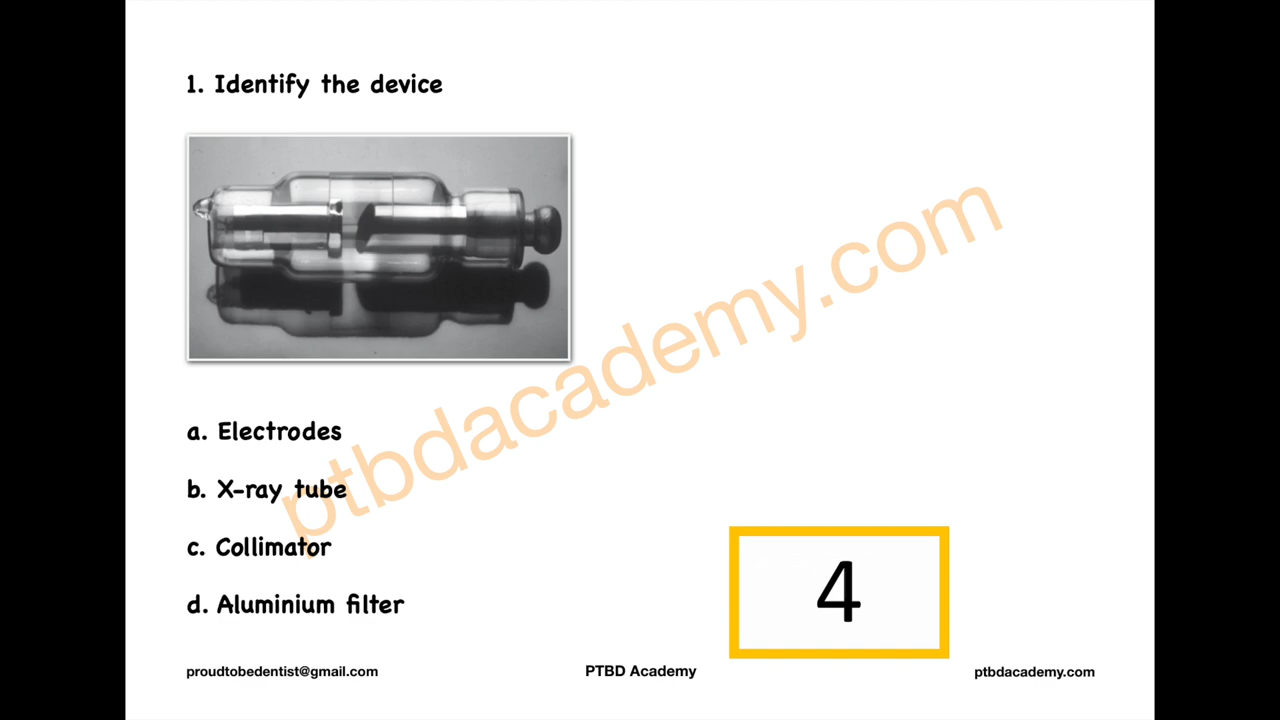 1. Identify the device
ptbdacademy.com
a. Electrodes
b. X-ray tube
c. Collimator
d. Aluminium filter
4
proudtobedentist@gmail.com
PTBD Academy
ptbdacademy.com